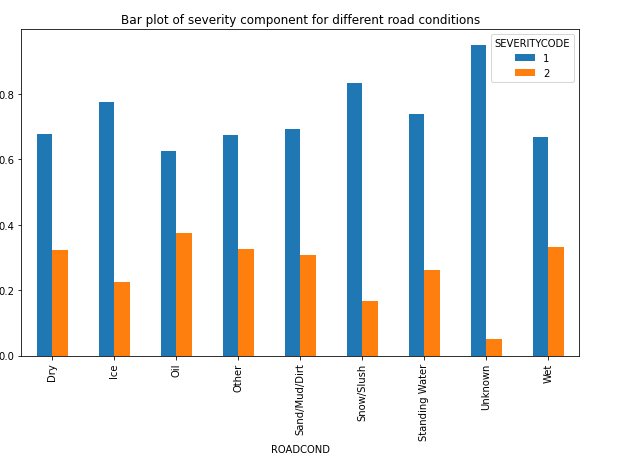 Bar plot of severity component for different road conditions
SEVERITYCODE
1
2
0.8
0.6
0.4
0.2
0.0
Dry
Ice
Oil
Other
Sand/Mud/Dirt
Snow/Slush
Standing Water
Unknown
Wet
ROADCOND